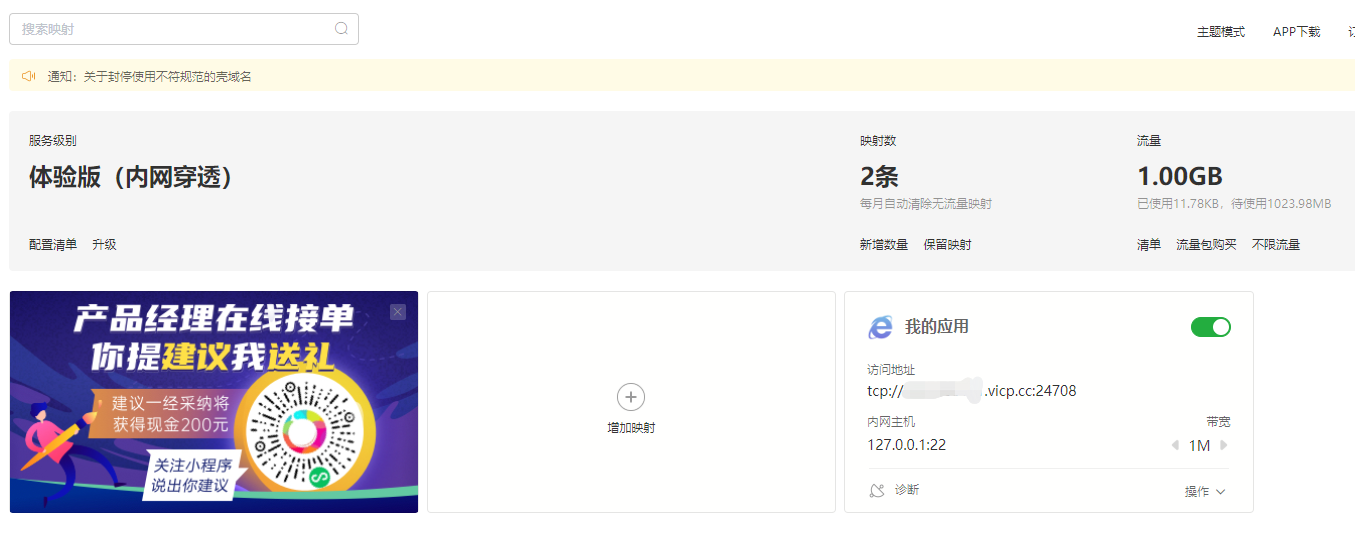 搜索映射
主题模式 APP下载
通知：关于封停使用不符规范的壳域名
服务级别
体验版（内网穿透）
配置清单 升级
映射数
2条
每月自动清除无流量映射
新增数量 保留映射
流量
1.00GB
已使用11.78KB，待使用1023.98MB
清单 流量包购买 不限流量
产品经理在线接单
你提建议我送礼
建议一经采纳将
获得现金200元
关注小程序
说出你建议
增加映射
我的应用
访问地址
tcp:// .vicp.cc:24708
内网主机 带宽
127.0.0.1:22 1M
诊断 操作